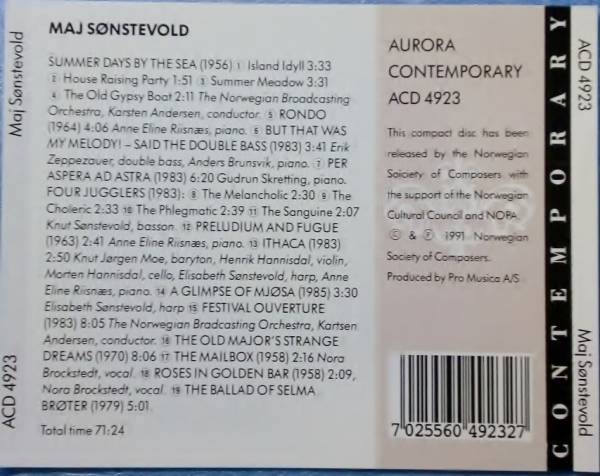 Maj Sønstevold
ACD 4923
MAJ SØNSTEVOLD
SUMMER DAYS BY THE SEA (1956) 1 Island Idyll 3:33
2 House Raising Party 1:51 3 Summer Meadow 3:31
4 The Old Gypsy Boat 2:11 The Norwegian Broadcasting
Orchestra, Karsten Andersen, conductor. 5 RONDO
(1964) 4:06 Anne Eline Riisnæs, piano. 6 BUT THAT WAS
MY MELODY! – SAID THE DOUBLE BASS (1983) 3:41 Erik
Zeppezauer, double bass, Anders Brunsvik, piano. 7 PER
ASPERA AD ASTRA (1983) 6:20 Gudrun Skretting, piano.
FOUR JUGGLERS (1983): 8 The Melancholic 2:30 9 The
Choleric 2:33 10 The Phlegmatic 2:39 11 The Sanguine 2:07
Knut Sønstevold, basson. 12 PRELUDIUM AND FUGUE
(1963) 2:41 Anne Eline Riisnæs, piano. 13 ITHACA (1983)
2:50 Knut Jørgen Moe, baryton, Henrik Hannisdal, violin,
Morten Hannisdal, cello, Elisabeth Sønstevold, harp, Anne
Eline Riisnæs, piano. 14 A GLIMPSE OF MJØSA (1985) 3:30
Elisabeth Sønstevold, harp 15 FESTIVAL OUVERTURE
(1983) 8:05 The Norwegian Bradcasting Orchestra, Kartsen
Andersen, conductor. 16 THE OLD MAJOR'S STRANGE
DREAMS (1970) 8:06 17 THE MAILBOX (1958) 2:16 Nora
Brockstedt, vocal. 18 ROSES IN GOLDEN BAR (1958) 2:09,
Nora Brockstedt, vocal. 19 THE BALLAD OF SELMA
BRØTER (1979) 5:01
Total time 71:24
AURORA
CONTEMPORARY
ACD 4923
This compact disc has been
released by the Norwegian
Soiciety of Composers with
the support of the Norwegian
Cultural Council and NOPA.
© & ℗ 1991 Norwegian
Society of Composers.
Produced by Pro Musica A/S
7 025560 492327
CONTEMPORARY
ACD 4923
Maj Sønstevold